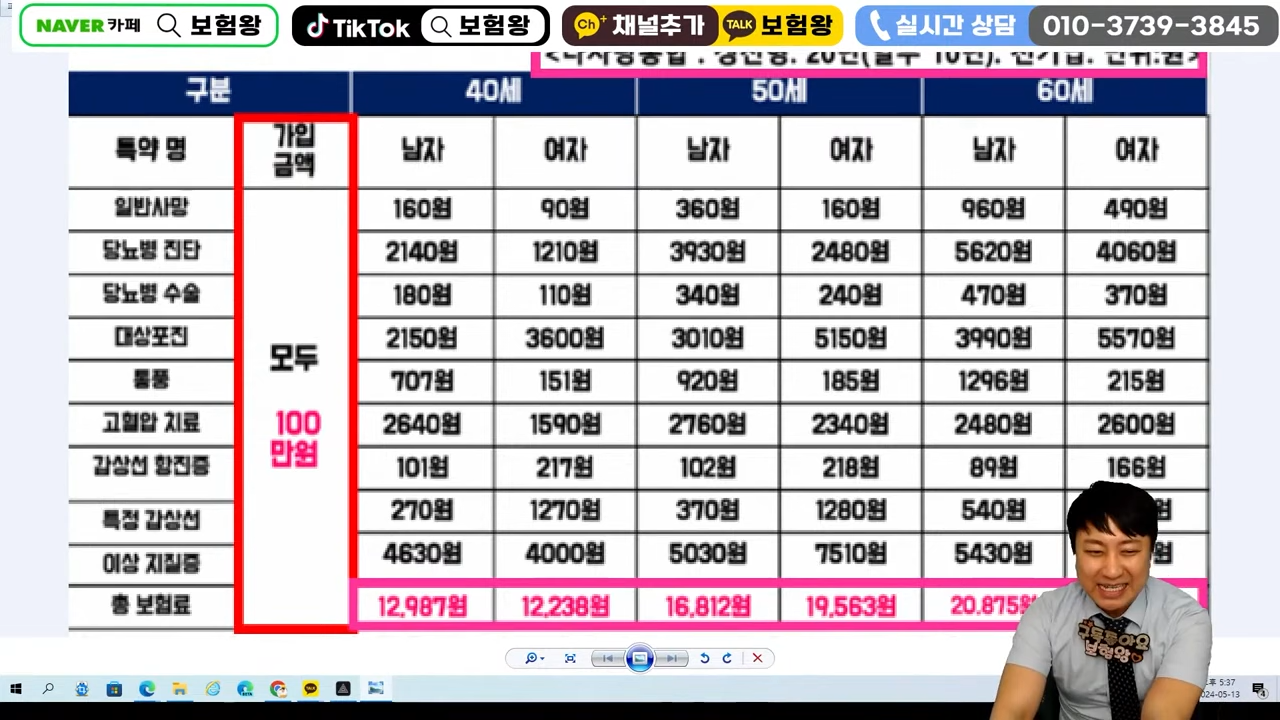 NAVER 카페 보험왕
TikTok 보험왕
Ch+ 채널추가 TALK 보험왕
실시간 상담 010-3739-3845
구분 40세 50세 60세
특약 명 가입 금액 남자 여자 남자 여자 남자 여자
일반사망 160원 90원 360원 160원 960원 490원
당뇨병 진단 2140원 1210원 3930원 2480원 5620원 4060원
당뇨병 수술 180원 110원 340원 240원 470원 370원
대상포진 2150원 3600원 3010원 5150원 3990원 5570원
모두
통풍 707원 151원 920원 185원 1296원 215원
고혈압 치료 100 2640원 1590원 2760원 2340원 2480원 2600원
만원
갑상선 항진증 101원 217원 102원 218원 89원 166원
특정 갑상선 270원 1270원 370원 1280원 540원
이상 지질증 4630원 4000원 5030원 7510원 5430원
총 보험료 12,987원 12,238원 16,812원 19,563원 20,875원
구독좋아요
보험왕
5:37
2024-05-13